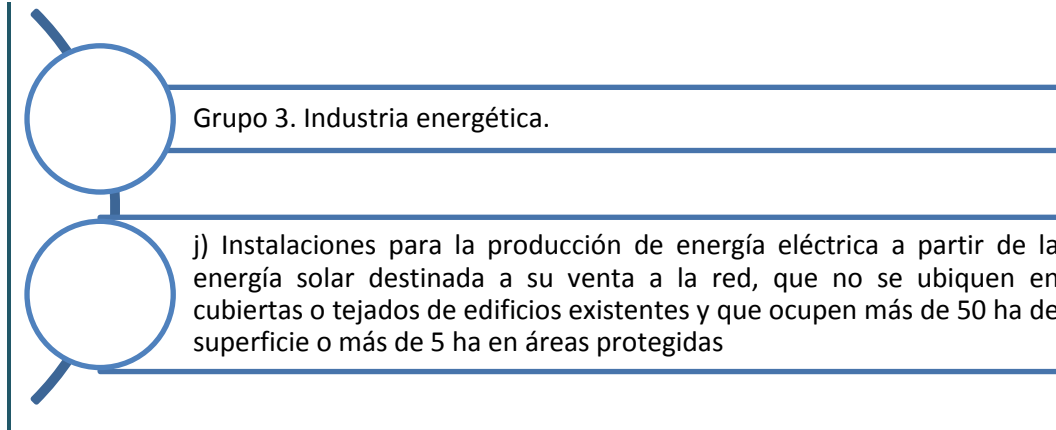 Grupo 3. Industria energética.
j) Instalaciones para la producción de energía eléctrica a partir de la
energía solar destinada a su venta a la red, que no se ubiquen en
cubiertas o tejados de edificios existentes y que ocupen más de 50 ha de
superficie o más de 5 ha en áreas protegidas